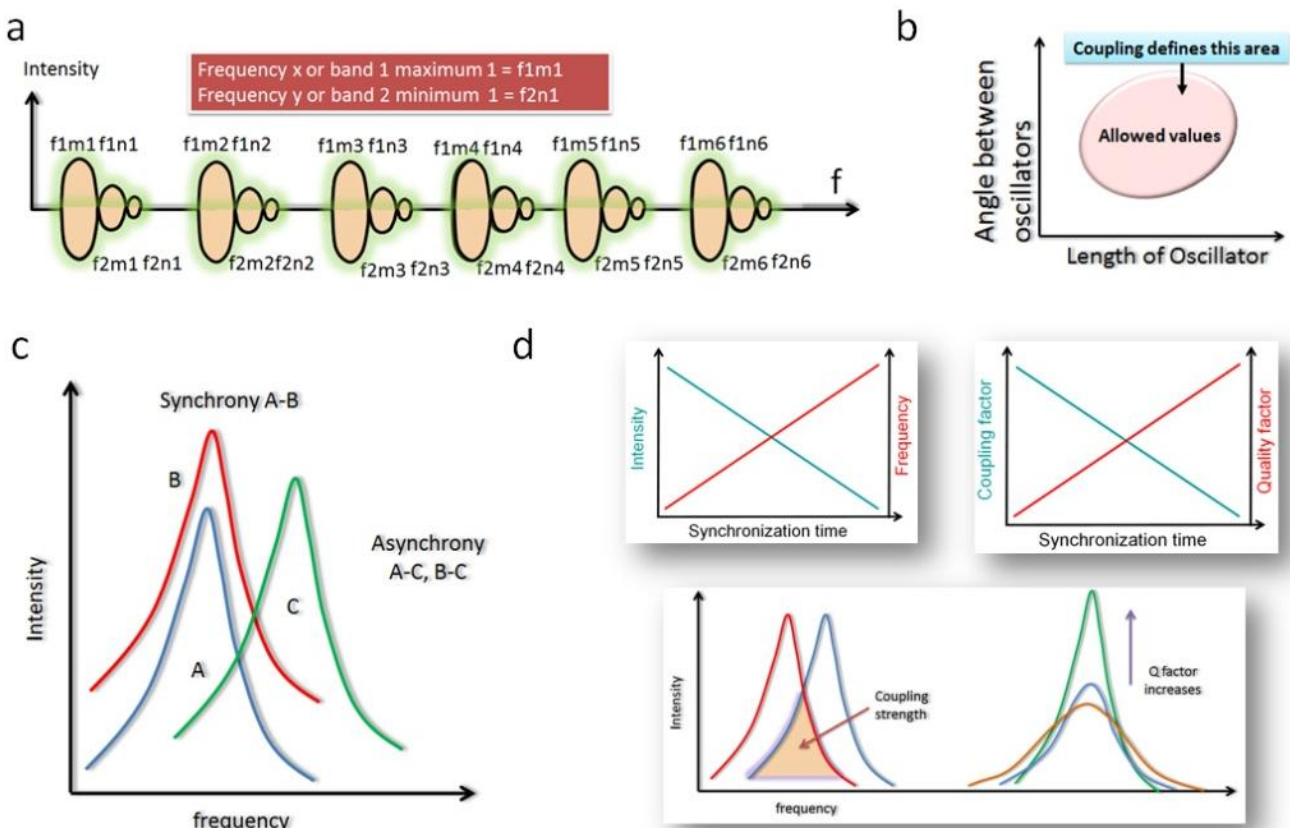 a
Intensity
Frequency x or band 1 maximum 1 = f1m1
Frequency y or band 2 minimum 1 = f2n1
f1m1 f1n1 f1m2 f1n2 f1m3 f1n3 f1m4 f1n4 f1m5 f1n5 f1m6 f1n6
f
f2m1 f2n1 f2m2 f2n2 f2m3 f2n3 f2m4 f2n4 f2m5 f2n5 f2m6 f2n6
b
Coupling defines this area
Allowed values
Angle between
oscillators
Length of Oscillator
c
Synchrony A-B
B
A
C
Asynchrony
A-C, B-C
Intensity
frequency
d
Intensity
Frequency
Synchronization time
Coupling factor
Quality factor
Synchronization time
Intensity
Coupling
strength
frequency
Q factor
increases